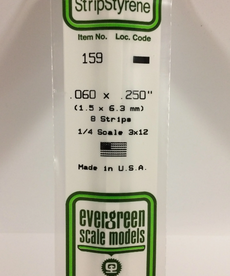 StripStyrene
Item No. Loc. Code
159
.060 x .250"
(1.5 x 6.3 mm)
8 Strips
1/4 Scale 3x12
Made in U.S.A.
evergreen
scale models